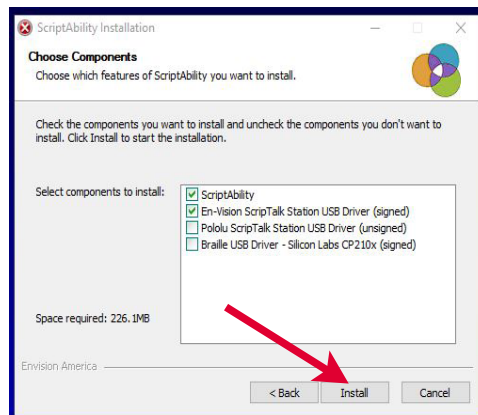 ScriptAbility Installation
Choose Components
Choose which features of ScriptAbility you want to install.
Check the components you want to install and uncheck the components you don't want to
install. Click Install to start the installation.
Select components to install:
ScriptAbility
En-Vision ScripTalk Station USB Driver (signed)
Pololu ScripTalk Station USB Driver (unsigned)
Braille USB Driver - Silicon Labs CP210x (signed)
Space required: 226.1MB
Envision America
< Back
Install
Cancel